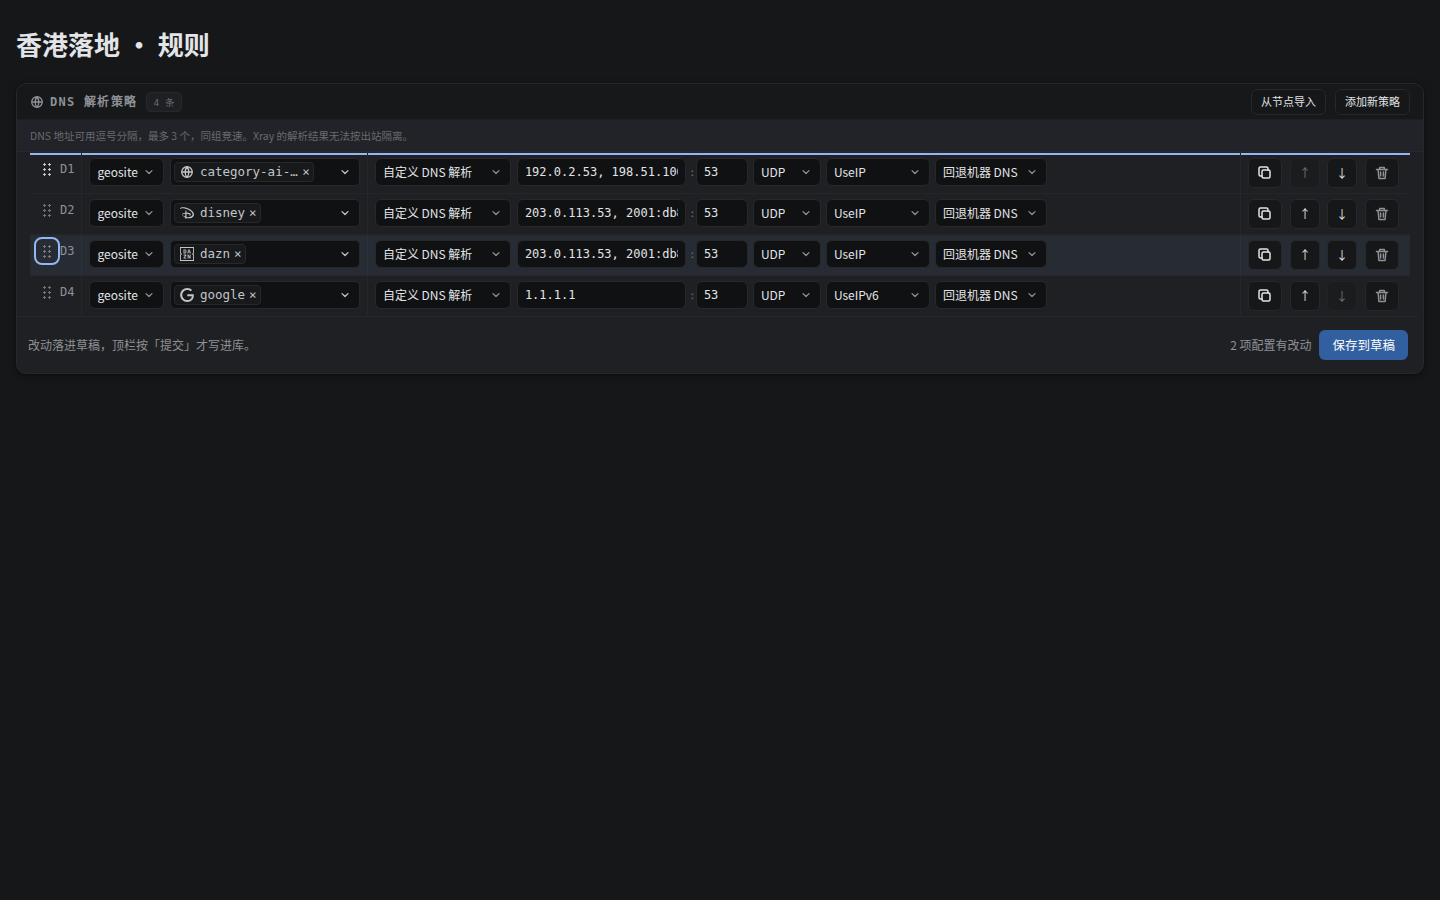 香港落地 · 规则
DNS 解析策略 4 条 从节点导入 添加新策略
DNS 地址可用逗号分隔，最多 3 个，同组竞速。Xray 的解析结果无法按出站隔离。
D1 geosite category-ai-… × 自定义 DNS 解析 192.0.2.53, 198.51.100 : 53 UDP UseIP 回退机器 DNS ↑ ↓
D2 geosite disney × 自定义 DNS 解析 203.0.113.53, 2001:db8 : 53 UDP UseIP 回退机器 DNS ↑ ↓
D3 geosite dazn × 自定义 DNS 解析 203.0.113.53, 2001:db8 : 53 UDP UseIP 回退机器 DNS ↑ ↓
D4 geosite google × 自定义 DNS 解析 1.1.1.1 : 53 UDP UseIPv6 回退机器 DNS ↑ ↓
改动落进草稿，顶栏按「提交」才写进库。 2 项配置有改动 保存到草稿